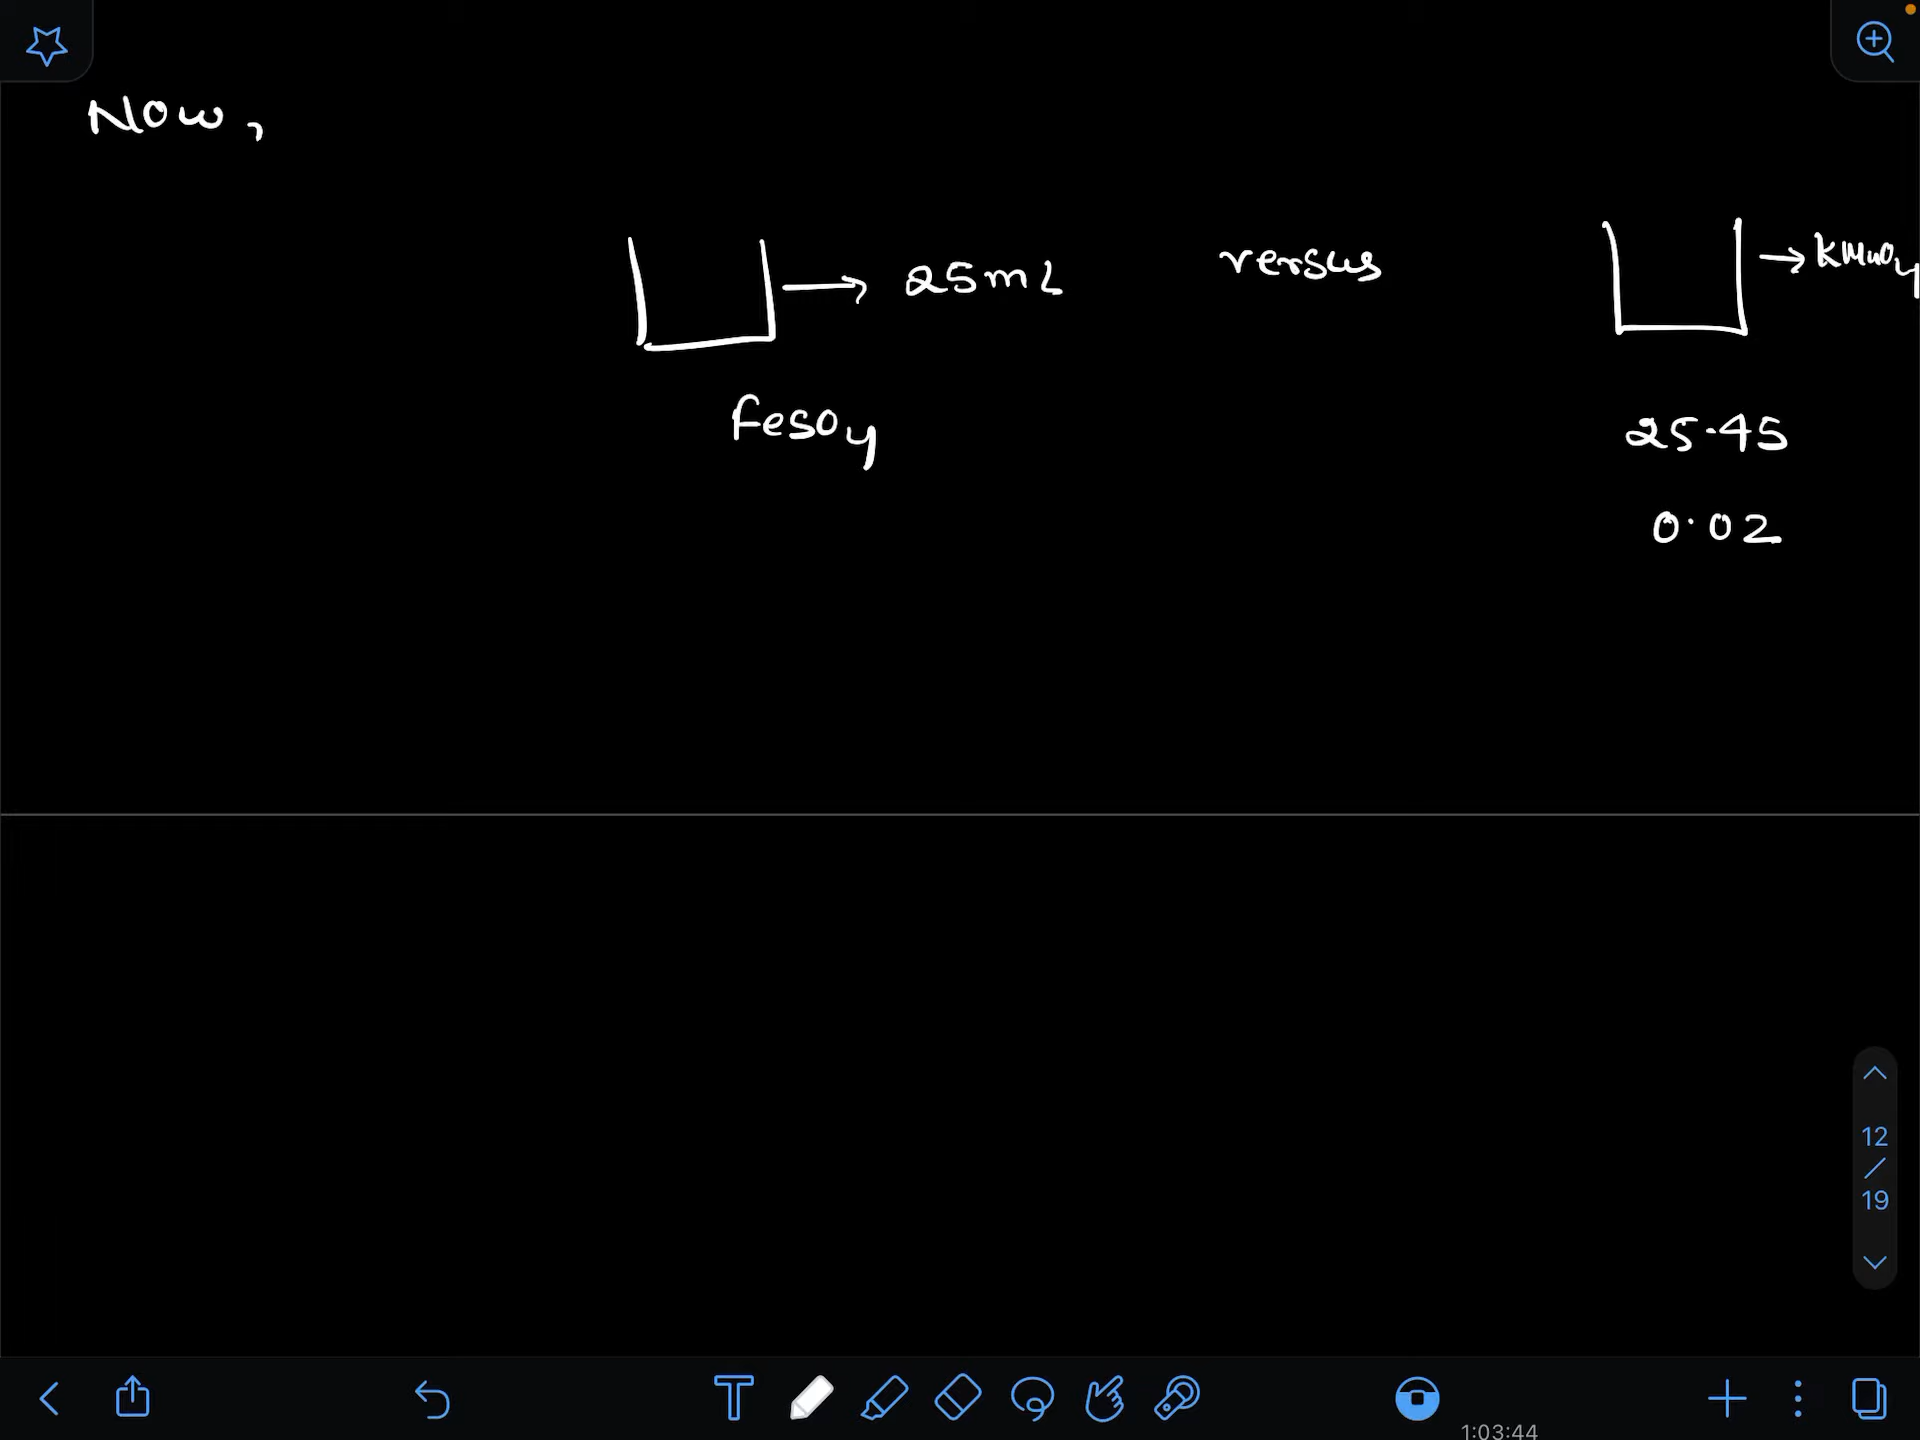 Now,
→ 25mL versus → KMnO4
FeSO4
25.45
0.02
12
/
19
1:03:44